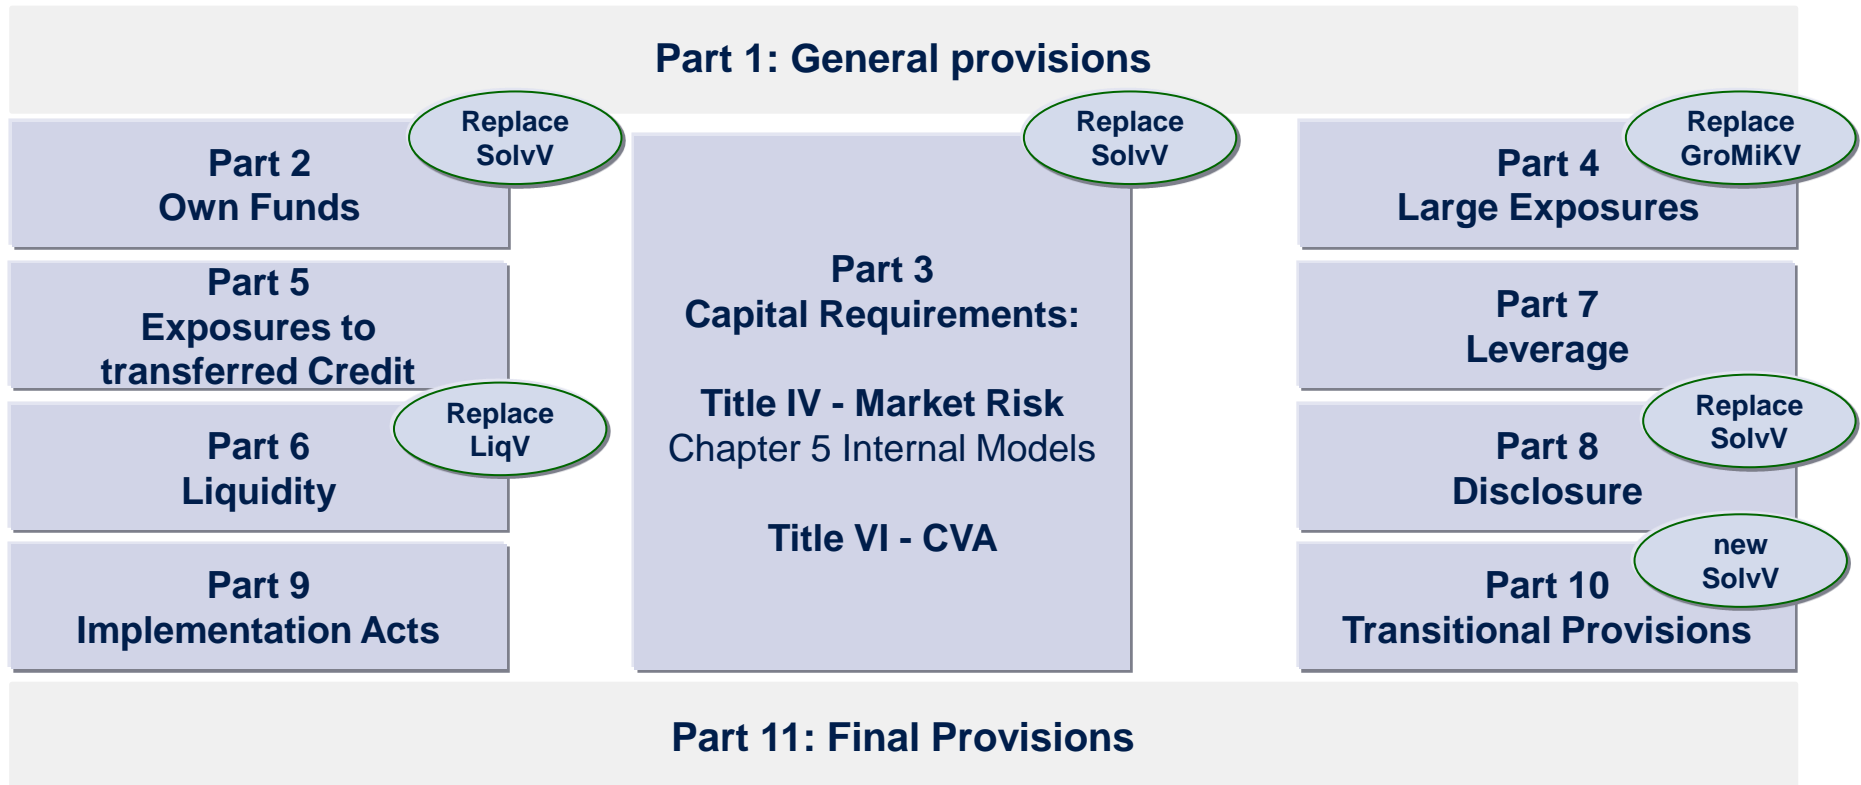 Part 1: General provisions
Replace
SolvV
Part 2
Own Funds
Part 5
Exposures to
transferred Credit
Replace
LiqV
Part 6
Liquidity
Part 9
Implementation Acts
Replace
SolvV
Part 3
Capital Requirements:
Title IV - Market Risk
Chapter 5 Internal Models
Title VI - CVA
Replace
GroMiKV
Part 4
Large Exposures
Part 7
Leverage
Replace
SolvV
Part 8
Disclosure
new
SolvV
Part 10
Transitional Provisions
Part 11: Final Provisions